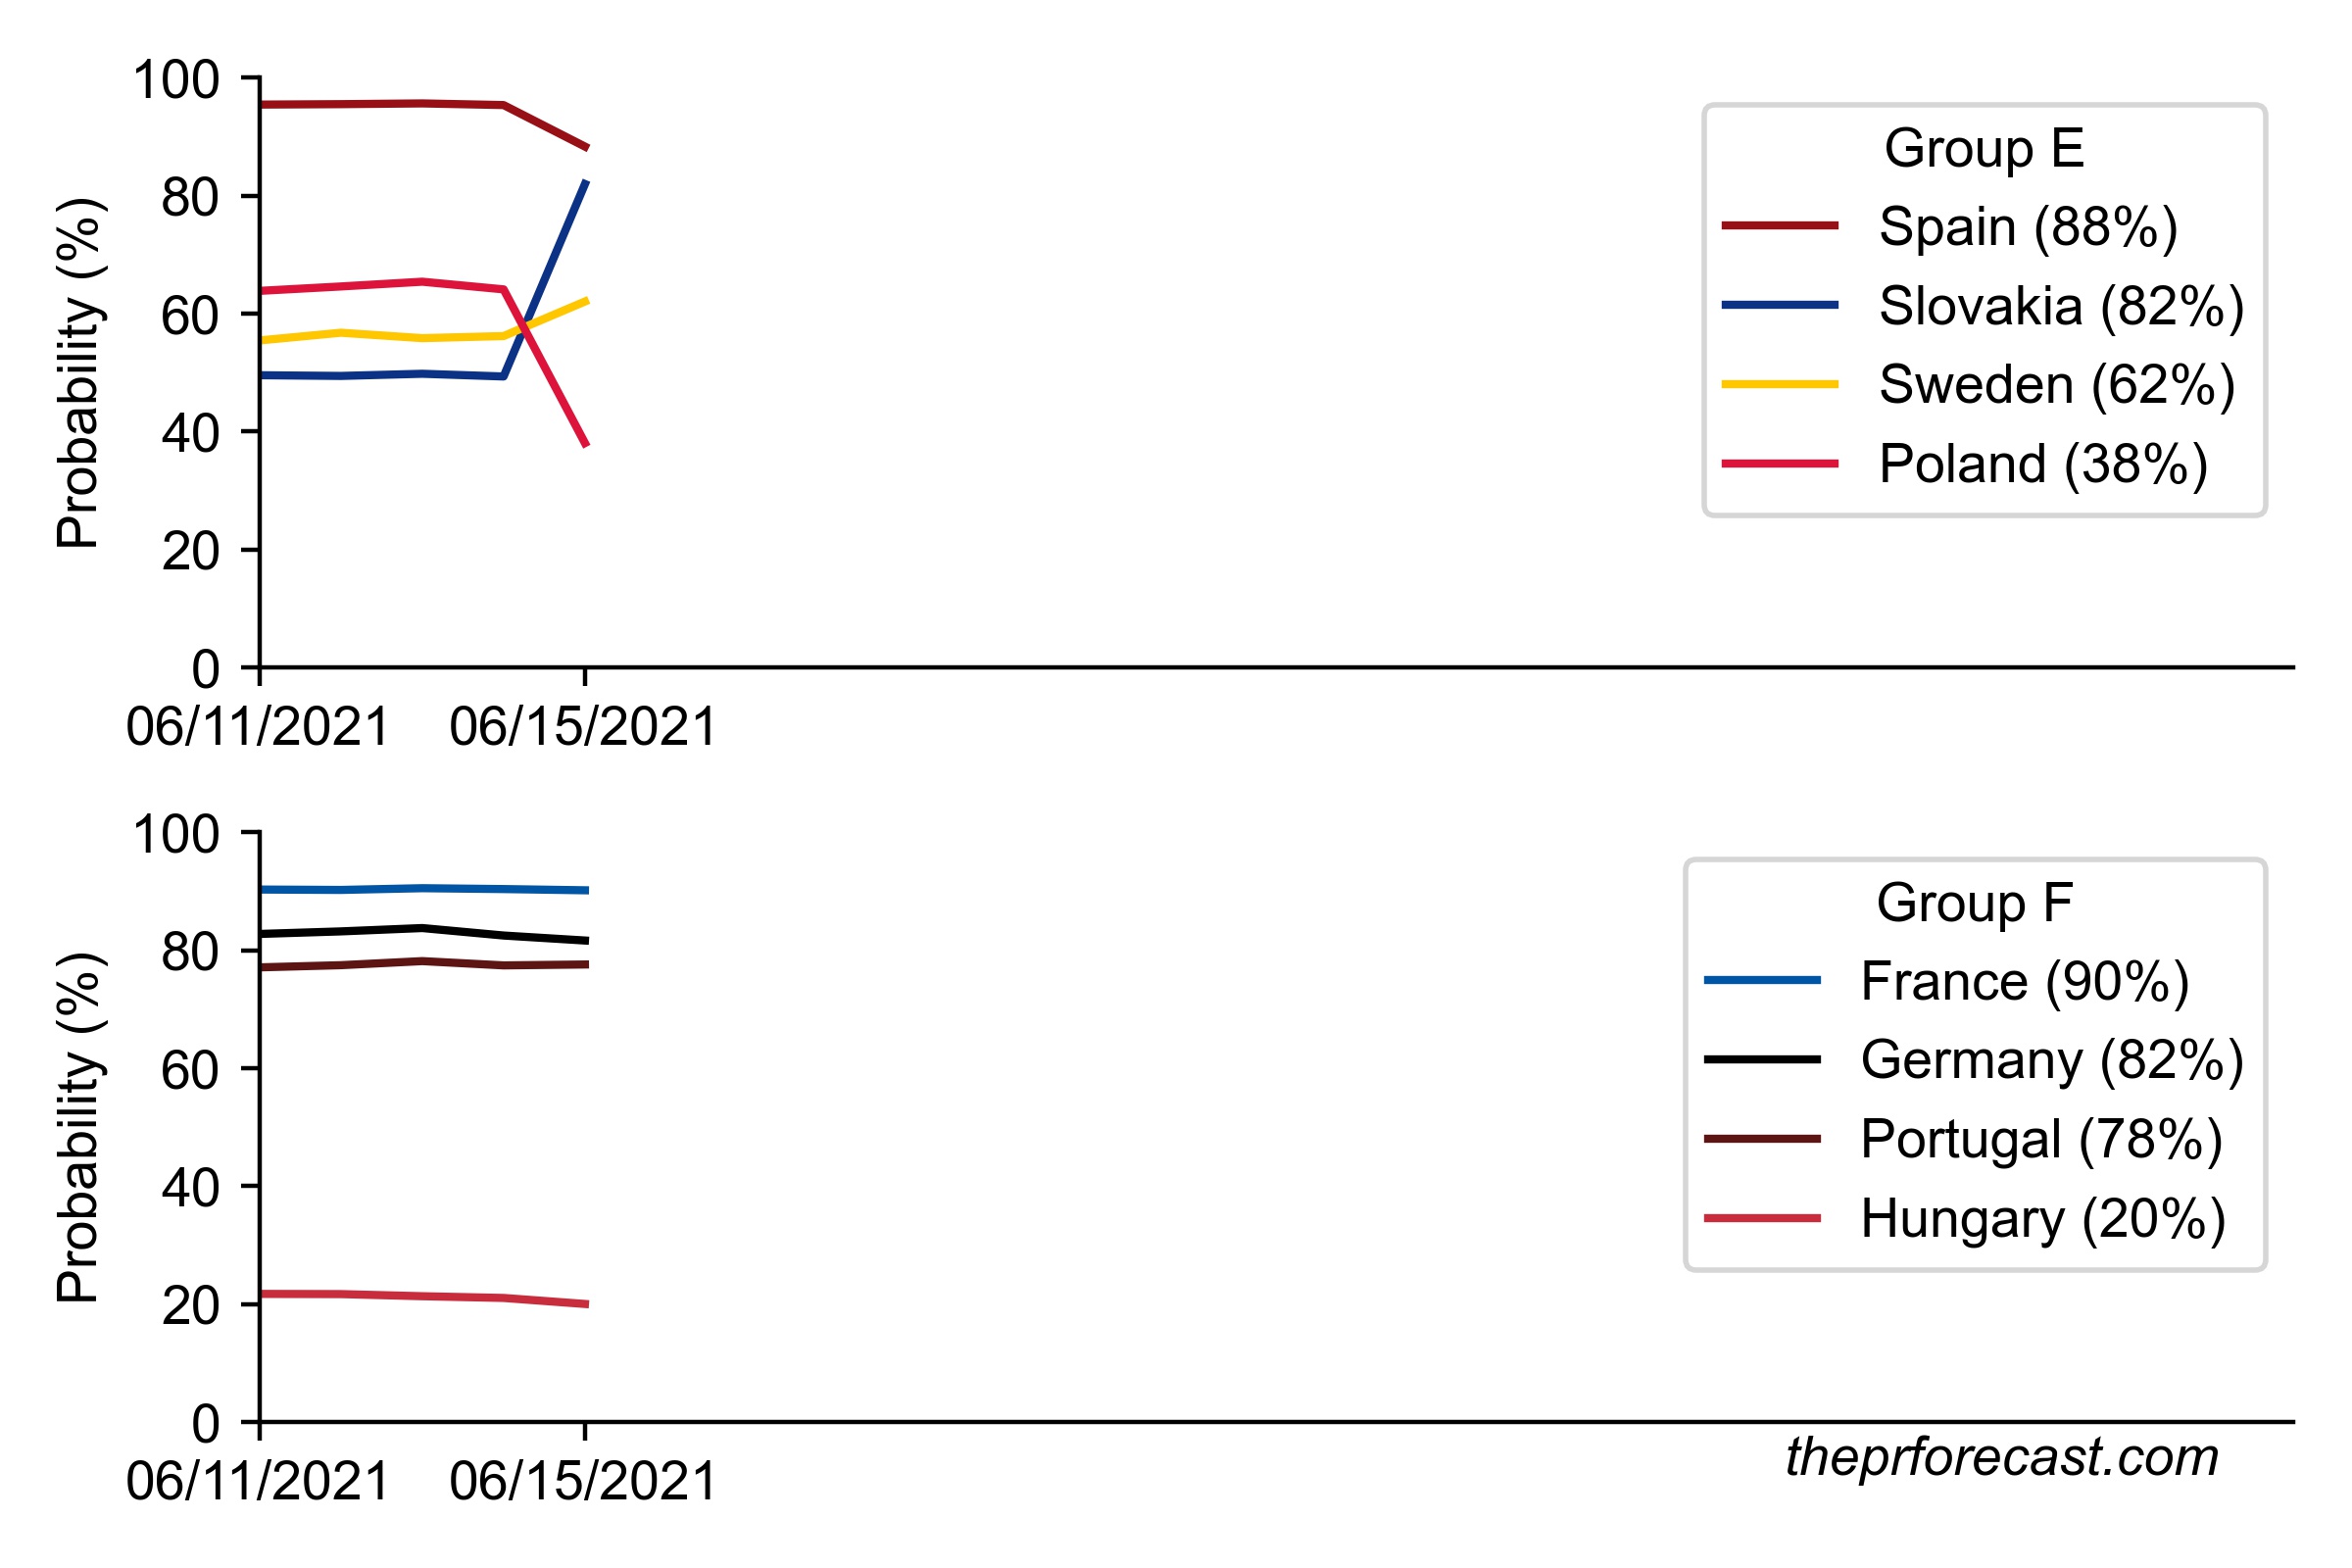 Probability (%)
100
80
60
40
20
0
06/11/2021 06/15/2021
Group E
Spain (88%)
Slovakia (82%)
Sweden (62%)
Poland (38%)
Probability (%)
100
80
60
40
20
0
06/11/2021 06/15/2021
Group F
France (90%)
Germany (82%)
Portugal (78%)
Hungary (20%)
theprforecast.com